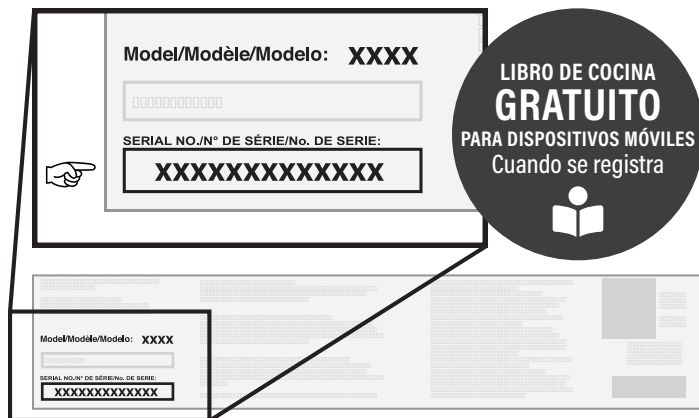 Model/Modèle/Modelo: XXXX
SERIAL NO./N° DE SÉRIE/No. DE SERIE:
XXXXXXXXXXXXX
LIBRO DE COCINA
GRATUITO
PARA DISPOSITIVOS MÓVILES
Cuando se registra
Model/Modèle/Modelo: XXXX
SERIAL NO./N° DE SÉRIE/No. DE SERIE:
XXXXXXXXXXXXX